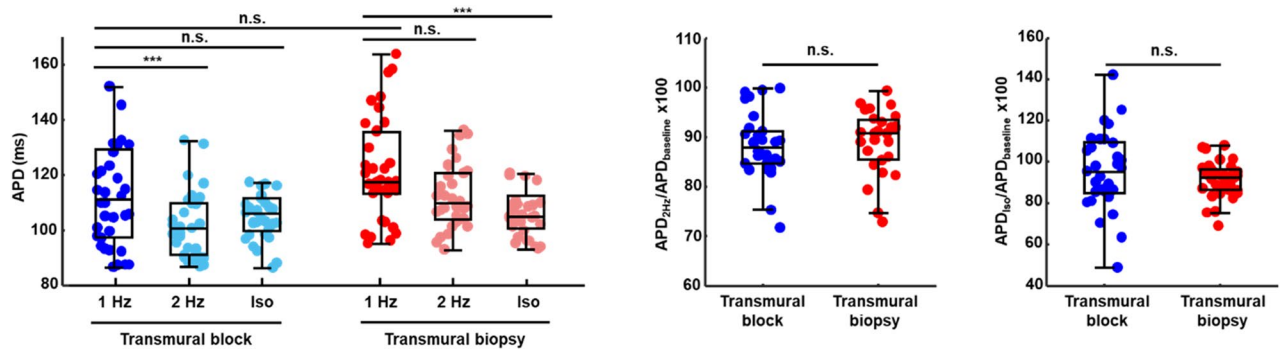 n.s.
n.s.
***
***
n.s.
APD (ms)
160
140
120
100
80
1 Hz 2 Hz Iso 1 Hz 2 Hz Iso
Transmural block Transmural biopsy
n.s.
APD2Hz/APDbaseline x100
110
100
90
80
70
60
Transmural block
Transmural biopsy
n.s.
APDIso/APDbaseline x100
160
140
120
100
80
60
40
Transmural block
Transmural biopsy